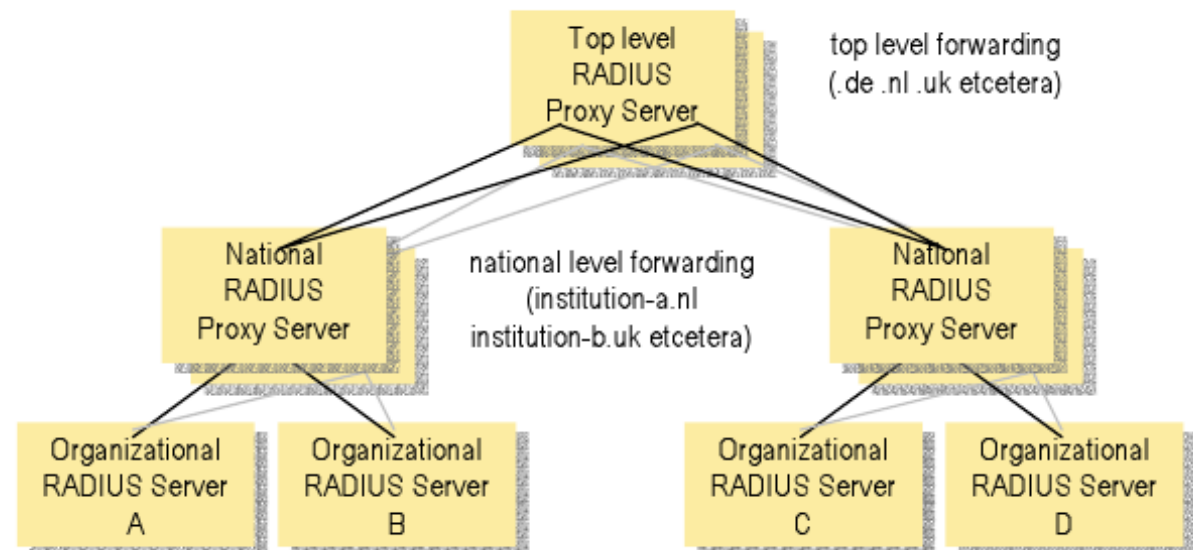 Top level
RADIUS
Proxy Server
top level forwarding
(.de .nl .uk etcetera)
National
RADIUS
Proxy Server
national level forwarding
(institution-a.nl
institution-b.uk etcetera)
National
RADIUS
Proxy Server
Organizational
RADIUS Server
A
Organizational
RADIUS Server
B
Organizational
RADIUS Server
C
Organizational
RADIUS Server
D